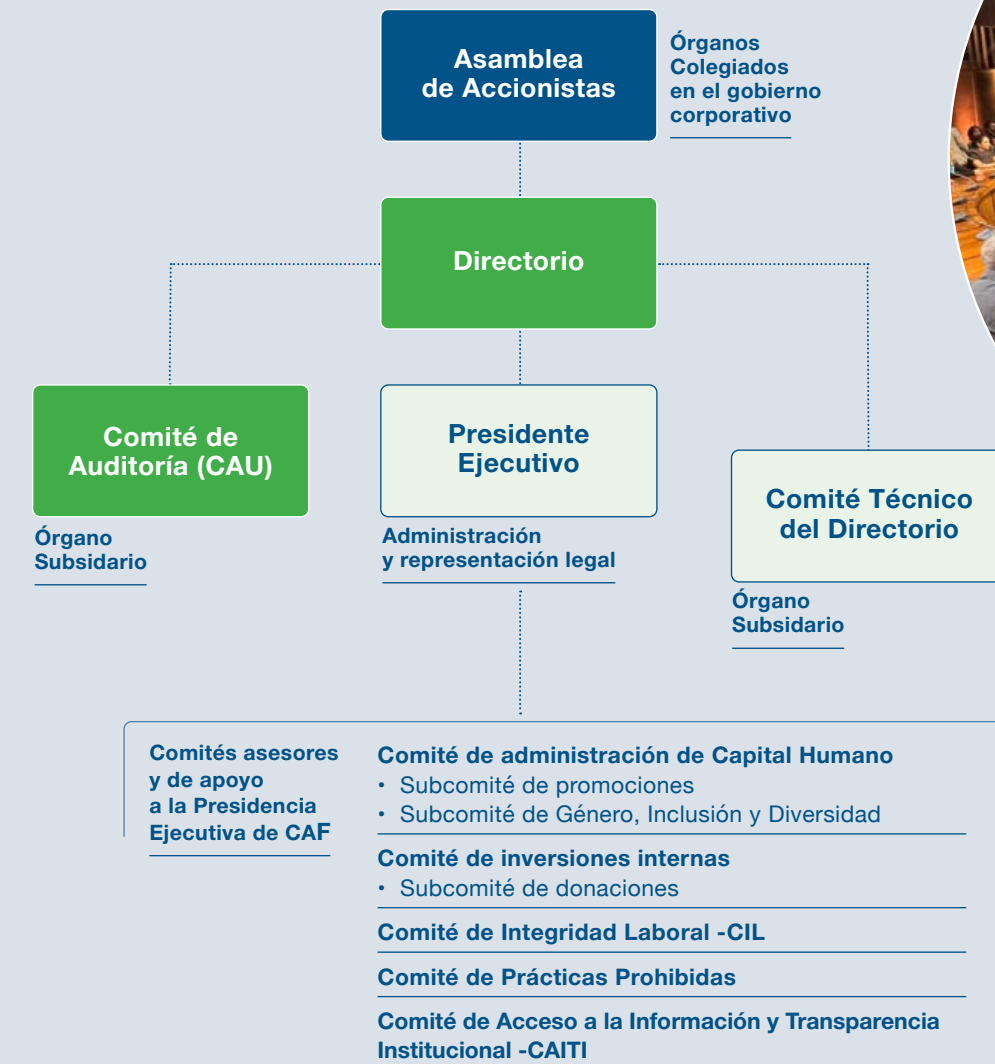 Asamblea
de Accionistas
Órganos
Colegiados
en el gobierno
corporativo
Directorio
Comité de
Auditoría (CAU)
Órgano
Subsidario
Presidente
Ejecutivo
Administración
y representación legal
Comité Técnico
del Directorio
Órgano
Subsidario
Comités asesores
y de apoyo
a la Presidencia
Ejecutiva de CAF
Comité de administración de Capital Humano
• Subcomité de promociones
• Subcomité de Género, Inclusión y Diversidad
Comité de inversiones internas
• Subcomité de donaciones
Comité de Integridad Laboral -CIL
Comité de Prácticas Prohibidas
Comité de Acceso a la Información y Transparencia
Institucional -CAITI